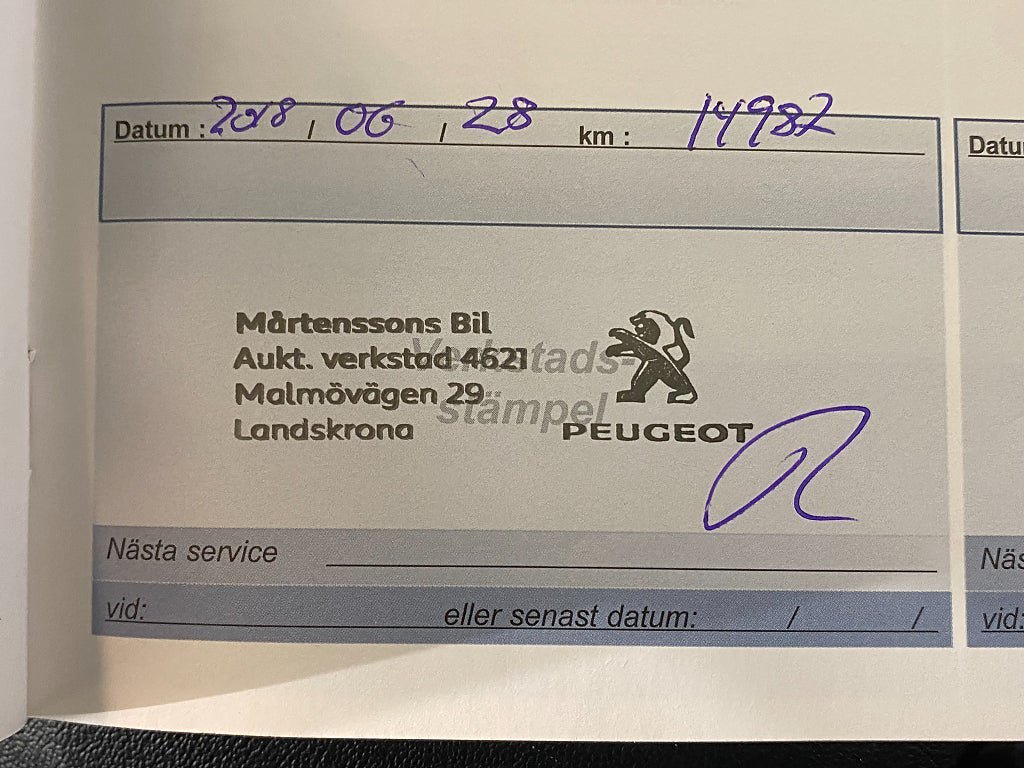 Datum : 2018 / 06 / 28 km : 14982
Datu
Verkstads-
stämpel
Mårtenssons Bil
Aukt. verkstad 4621
Malmövägen 29
Landskrona
PEUGEOT
Nästa service
Näs
vid: eller senast datum: / /
vid: